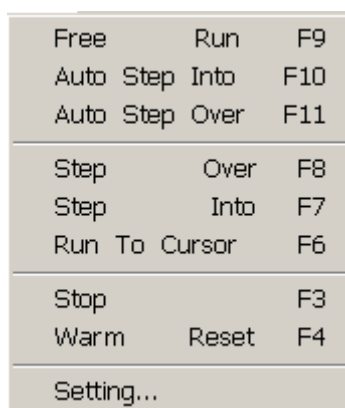 Free Run F9
Auto Step Into F10
Auto Step Over F11
Step Over F8
Step Into F7
Run To Cursor F6
Stop F3
Warm Reset F4
Setting...